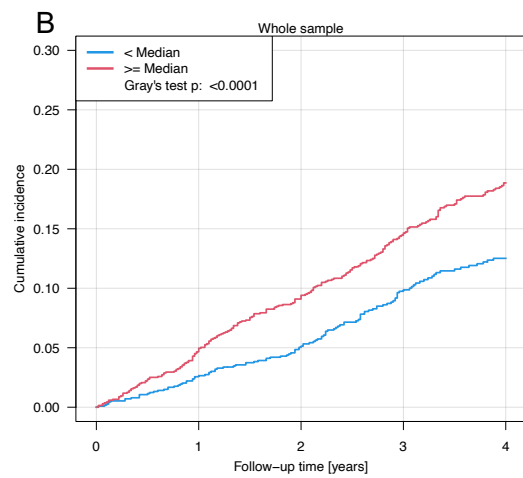 B
Whole sample
< Median
>= Median
Gray's test p: <0.0001
Cumulative incidence
0.30
0.25
0.20
0.15
0.10
0.05
0.00
0 1 2 3 4
Follow-up time [years]